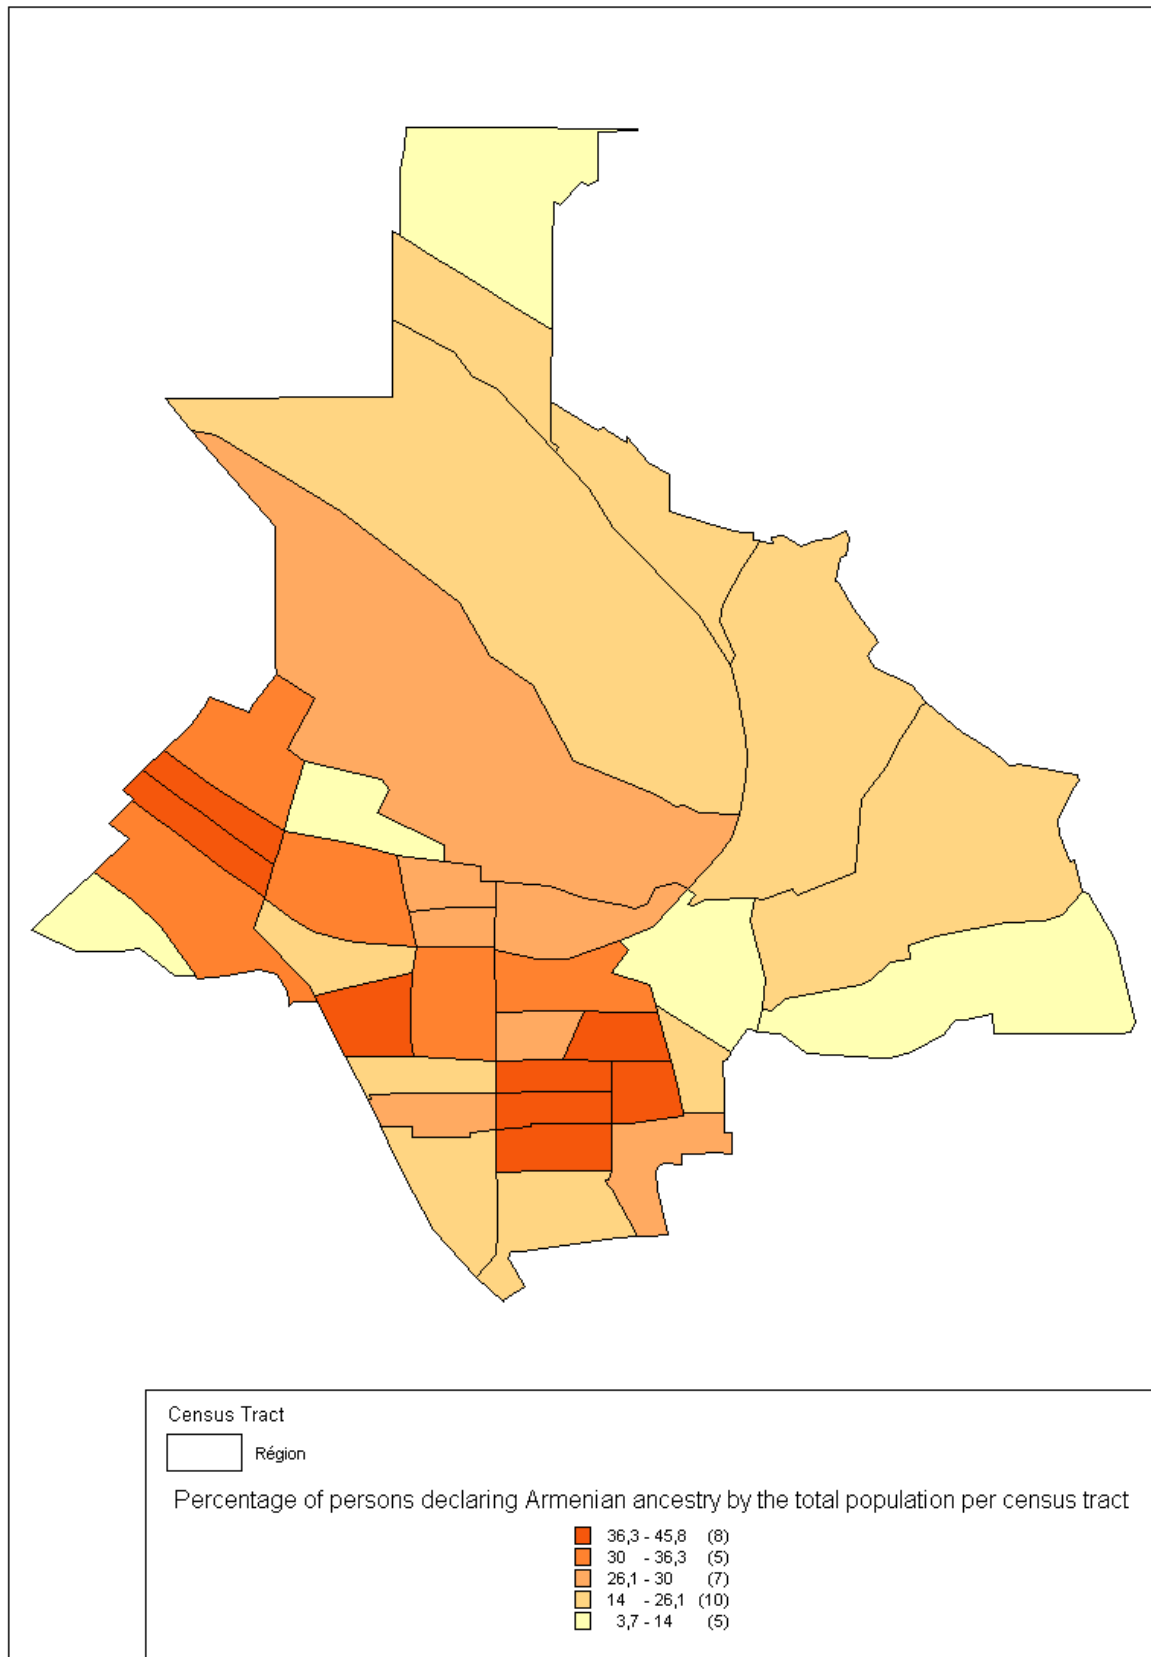 Census Tract
Région
Percentage of persons declaring Armenian ancestry by the total population per census tract
36,3 - 45,8 (8)
30 - 36,3 (5)
26,1 - 30 (7)
14 - 26,1 (10)
3,7 - 14 (5)